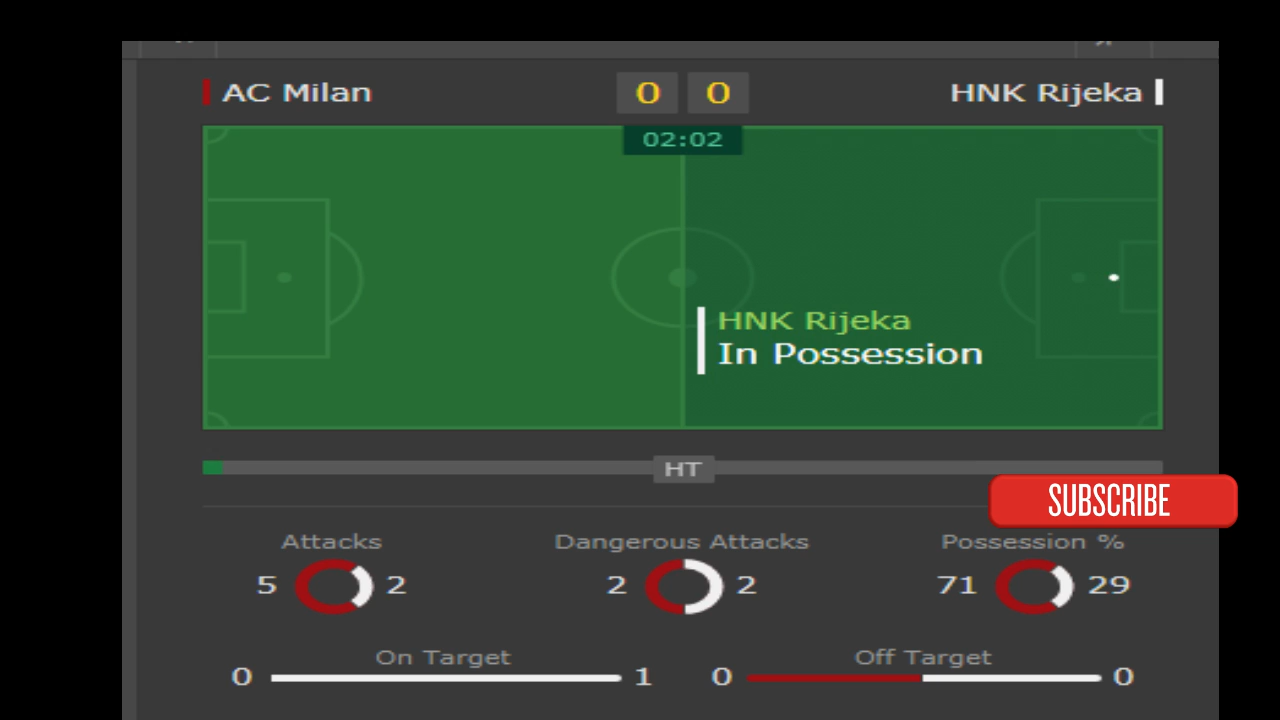 AC Milan 0 0 HNK Rijeka
02:02
HNK Rijeka
In Possession
HT
SUBSCRIBE
Attacks Dangerous Attacks Possession %
5 2 2 2 71 29
On Target Off Target
0 1 0 0